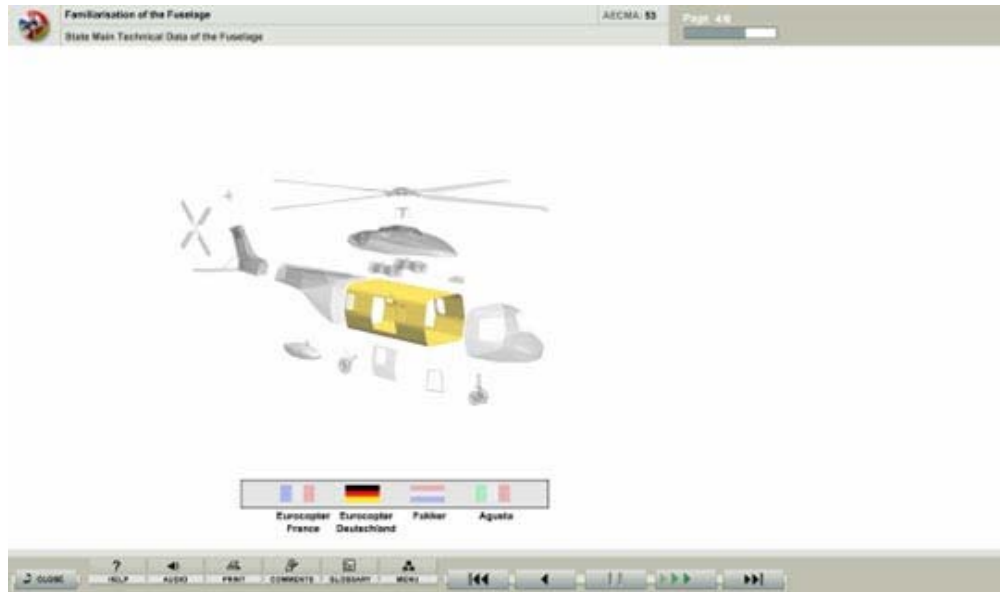 Familiarisation of the Fuselage
AECMA: 53
Page: 4/6
State Main Technical Data of the Fuselage
Eurocopter France
Eurocopter Deutschland
Fokker
Agusta
CLOSE
HELP
AUDIO
PRINT
COMMENTS
GLOSSARY
MENU